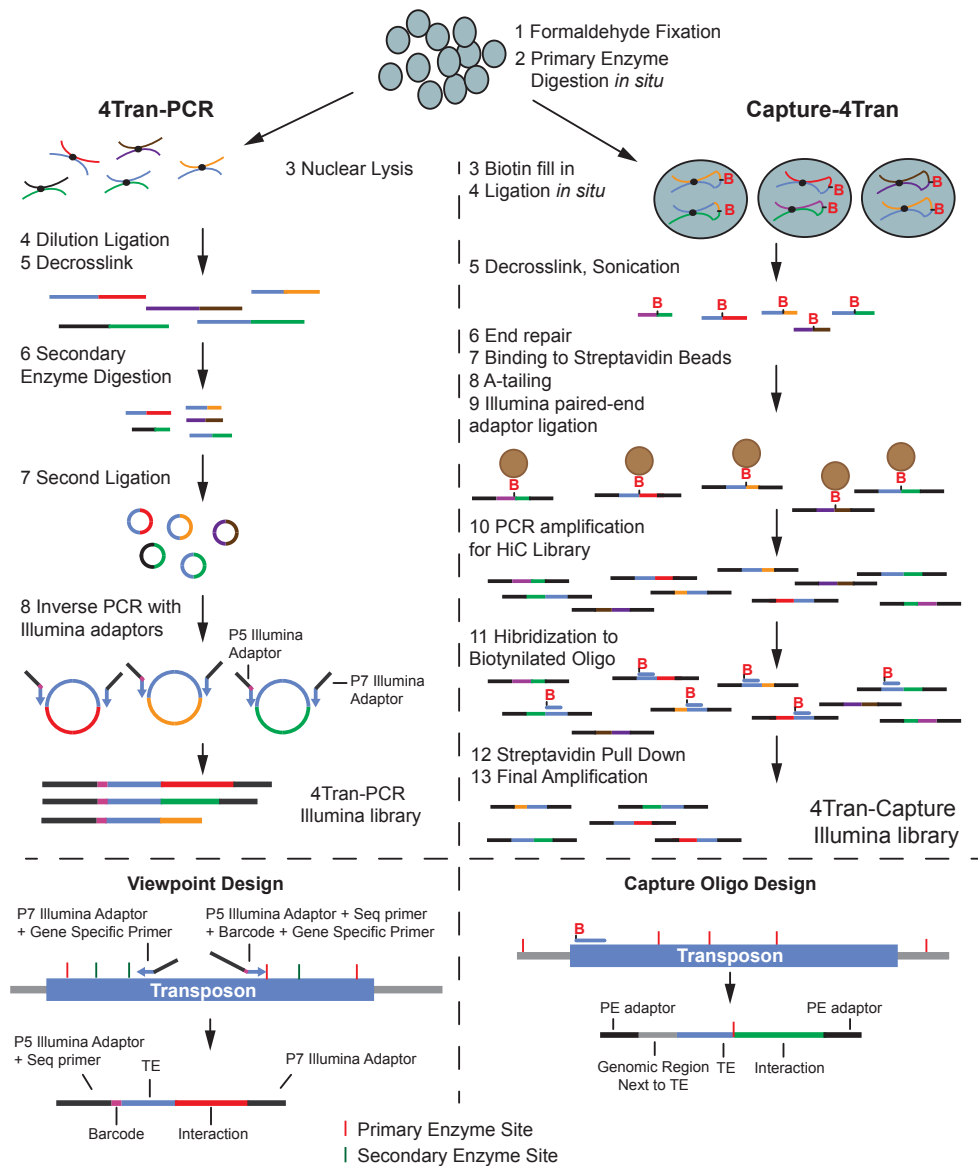 1 Formaldehyde Fixation
2 Primary Enzyme
Digestion in situ
4Tran-PCR
3 Nuclear Lysis
4 Dilution Ligation
5 Decrosslink
6 Secondary
Enzyme Digestion
7 Second Ligation
8 Inverse PCR with
Illumina adaptors
P5 Illumina
Adaptor
P7 Illumina
Adaptor
4Tran-PCR
Illumina library
Capture-4Tran
3 Biotin fill in
4 Ligation in situ
B
B
B
B
B
B
5 Decrosslink, Sonication
B
B
B
B
B
6 End repair
7 Binding to Streptavidin Beads
8 A-tailing
9 Illumina paired-end
adaptor ligation
B
B
B
B
B
10 PCR amplification
for HiC Library
11 Hibridization to
Biotynilated Oligo
B
B
B
B
B
B
12 Streptavidin Pull Down
13 Final Amplification
4Tran-Capture
Illumina library
Viewpoint Design
P7 Illumina Adaptor
+ Gene Specific Primer
P5 Illumina Adaptor + Seq primer
+ Barcode + Gene Specific Primer
Transposon
P5 Illumina Adaptor
+ Seq primer
TE
P7 Illumina Adaptor
Barcode
Interaction
Capture Oligo Design
B
Transposon
PE adaptor
PE adaptor
Genomic Region
Next to TE
TE
Interaction
Primary Enzyme Site
Secondary Enzyme Site